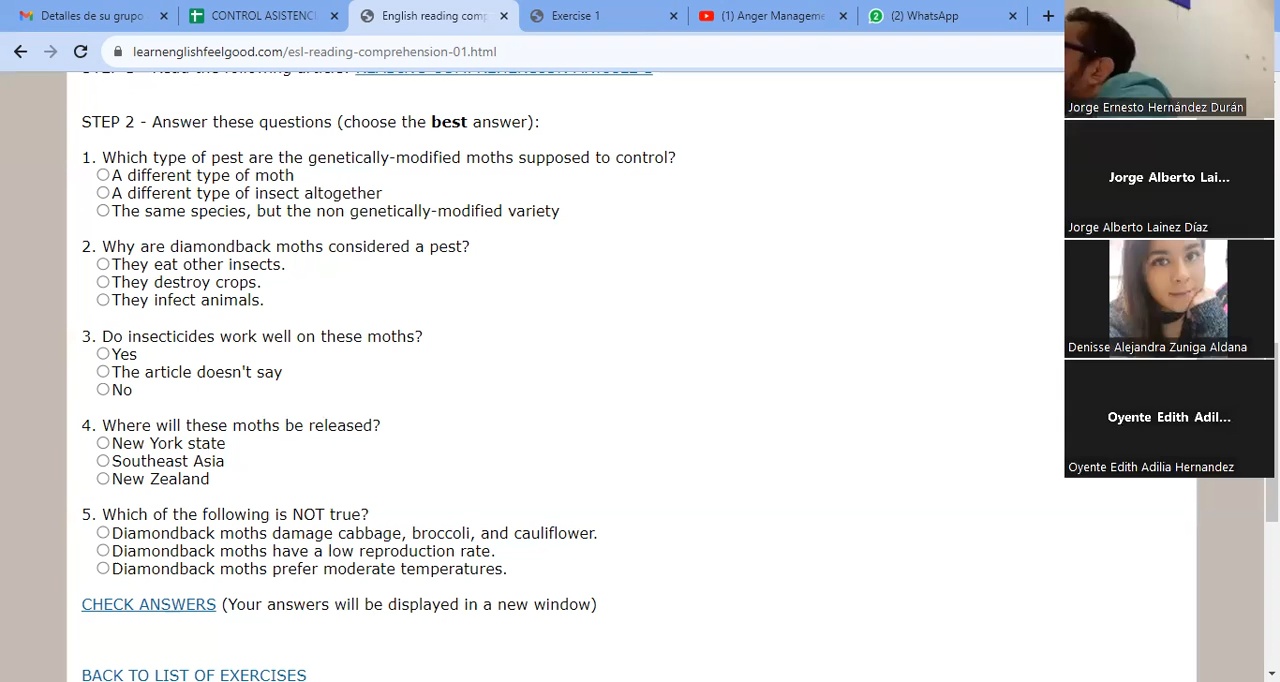 Detalles de su grupo
CONTROL ASISTENC
English reading comp
Exercise 1
(1) Anger Manageme
(2) WhatsApp
learnenglishfeelgood.com/esl-reading-comprehension-01.html
STEP 2 - Answer these questions (choose the best answer):
1. Which type of pest are the genetically-modified moths supposed to control?
A different type of moth
A different type of insect altogether
The same species, but the non genetically-modified variety
2. Why are diamondback moths considered a pest?
They eat other insects.
They destroy crops.
They infect animals.
3. Do insecticides work well on these moths?
Yes
The article doesn't say
No
4. Where will these moths be released?
New York state
Southeast Asia
New Zealand
5. Which of the following is NOT true?
Diamondback moths damage cabbage, broccoli, and cauliflower.
Diamondback moths have a low reproduction rate.
Diamondback moths prefer moderate temperatures.
CHECK ANSWERS (Your answers will be displayed in a new window)
BACK TO LIST OF EXERCISES
Jorge Ernesto Hernández Durán
Jorge Alberto Lai...
Jorge Alberto Lainez Díaz
Denisse Alejandra Zuniga Aldana
Oyente Edith Adil...
Oyente Edith Adilia Hernandez